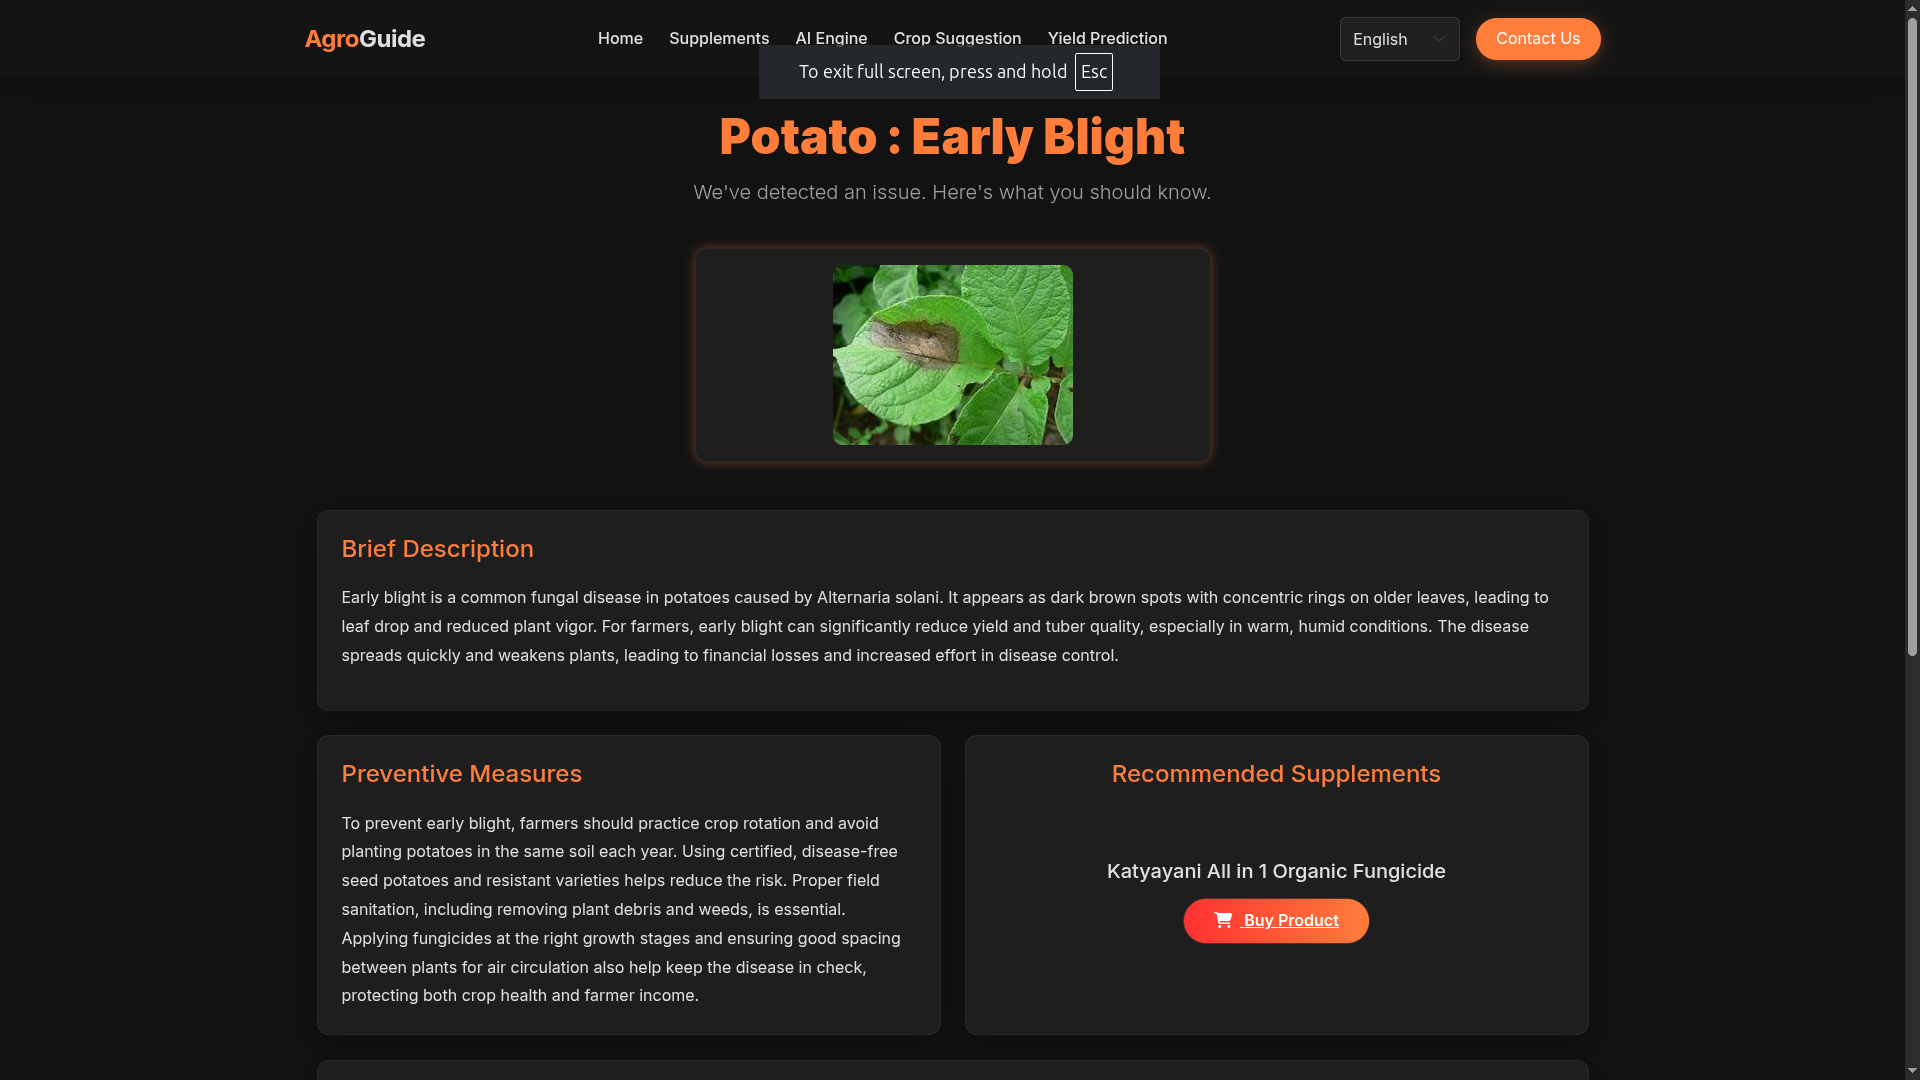 AgroGuide
Home Supplements AI Engine Crop Suggestion Yield Prediction
English
Contact Us
To exit full screen, press and hold Esc
Potato : Early Blight
We've detected an issue. Here's what you should know.
Brief Description
Early blight is a common fungal disease in potatoes caused by Alternaria solani. It appears as dark brown spots with concentric rings on older leaves, leading to
leaf drop and reduced plant vigor. For farmers, early blight can significantly reduce yield and tuber quality, especially in warm, humid conditions. The disease
spreads quickly and weakens plants, leading to financial losses and increased effort in disease control.
Preventive Measures
To prevent early blight, farmers should practice crop rotation and avoid
planting potatoes in the same soil each year. Using certified, disease-free
seed potatoes and resistant varieties helps reduce the risk. Proper field
sanitation, including removing plant debris and weeds, is essential.
Applying fungicides at the right growth stages and ensuring good spacing
between plants for air circulation also help keep the disease in check,
protecting both crop health and farmer income.
Recommended Supplements
Katyayani All in 1 Organic Fungicide
Buy Product